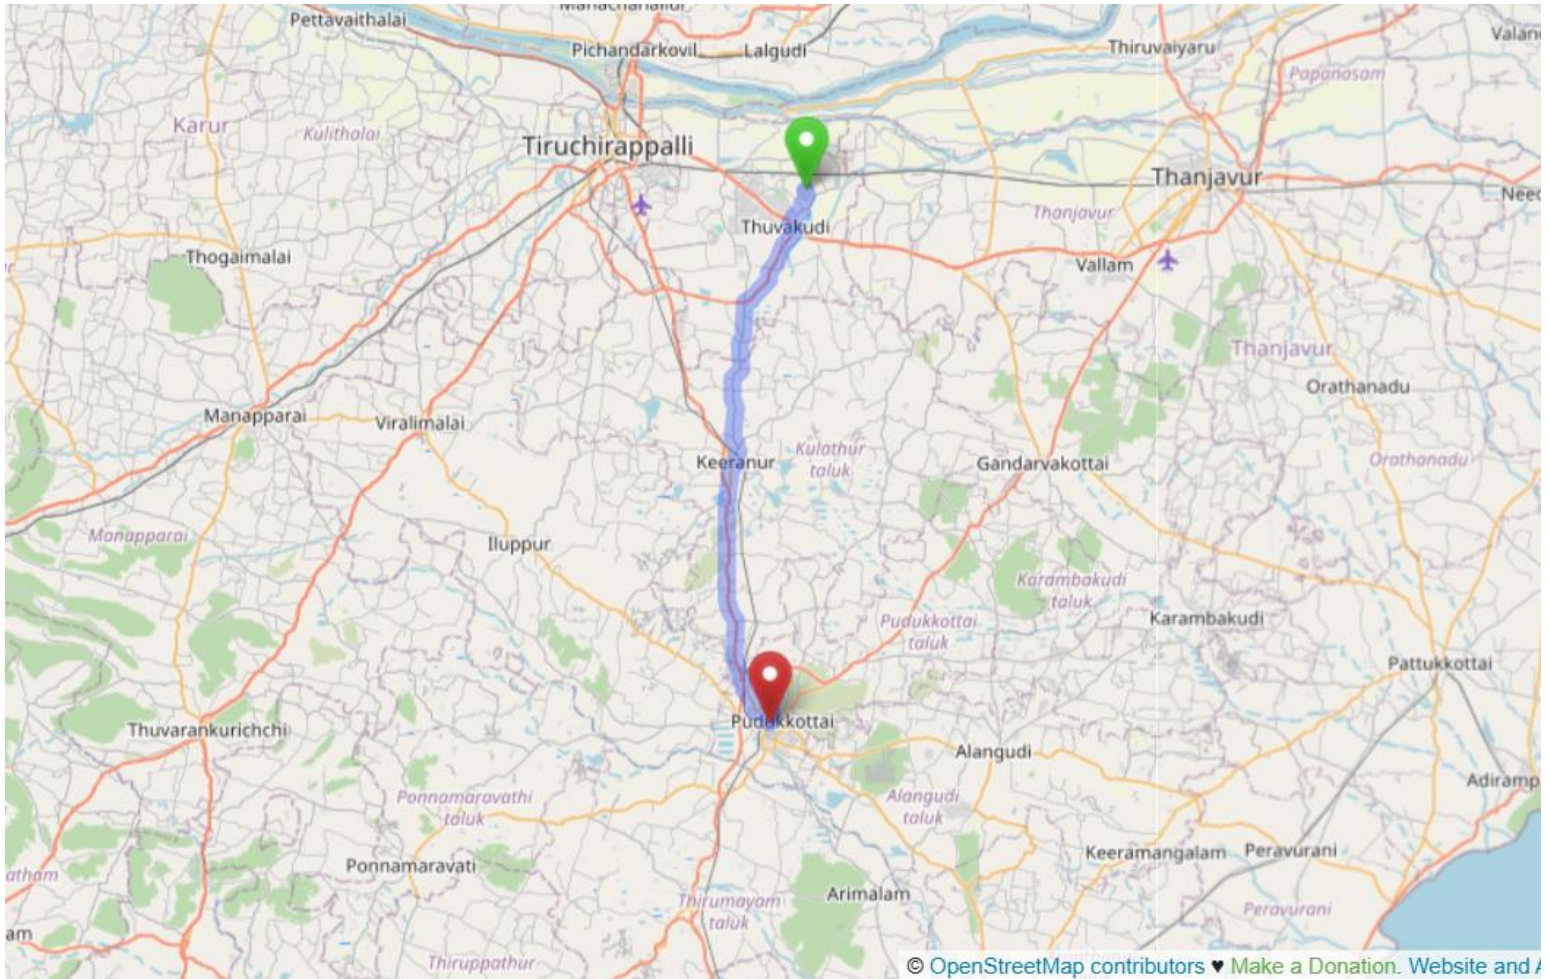 Pettavaithalai
Pichandarkovil
Lalgudi
Thiruvaiyaru
Papanasam
Karur
Kulithalai
Tiruchirappalli
Thanjavur
Thanjavur
Thuvakudi
Thogaimalai
Vallam
Thanjavur
Orathanadu
Manapparai
Viralimalai
Keeranur
Kulathur
taluk
Gandarvakottai
Orathanadu
Manapparai
Iluppur
Karambakudi
taluk
Karambakudi
Pudukkottai
taluk
Pattukkottai
Thuvarankurichchi
Pudukkottai
Alangudi
Adiramp
Ponnamaravathi
taluk
Alangudi
taluk
Ponnamaravati
Keeramangalam
Peravurani
atham
Arimalam
Thirumayam
taluk
Peravurani
am
Thiruppathur
© OpenStreetMap contributors ♥ Make a Donation. Website and A